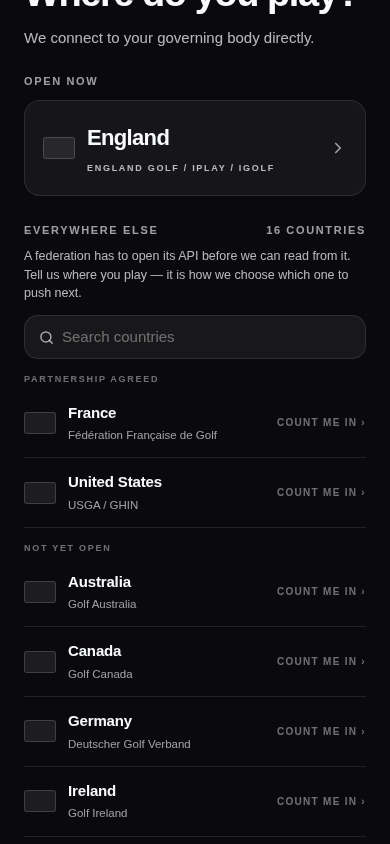 Where do you play?
We connect to your governing body directly.
OPEN NOW
England
ENGLAND GOLF / IPLAY / IGOLF
EVERYWHERE ELSE 16 COUNTRIES
A federation has to open its API before we can read from it.
Tell us where you play — it is how we choose which one to
push next.
Search countries
PARTNERSHIP AGREED
France
Fédération Française de Golf
COUNT ME IN ›
United States
USGA / GHIN
COUNT ME IN ›
NOT YET OPEN
Australia
Golf Australia
COUNT ME IN ›
Canada
Golf Canada
COUNT ME IN ›
Germany
Deutscher Golf Verband
COUNT ME IN ›
Ireland
Golf Ireland
COUNT ME IN ›